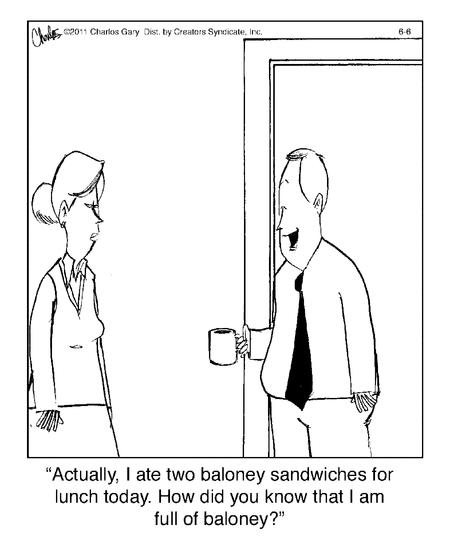 Charles ©2011 Charlos Gary Dist. by Creators Syndicate, Inc. 6-6
“Actually, I ate two baloney sandwiches for
lunch today. How did you know that I am
full of baloney?”